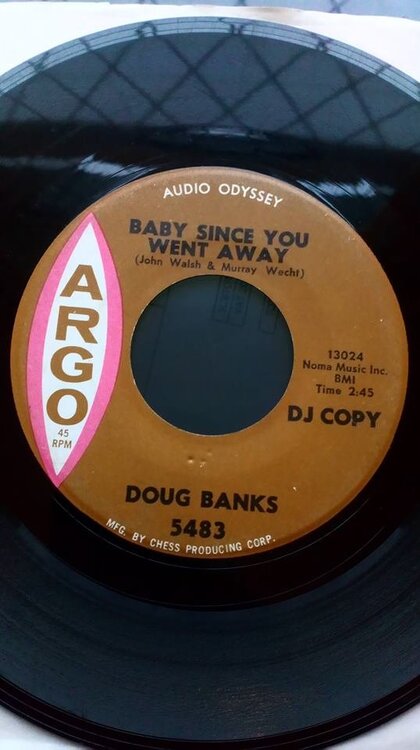 AUDIO ODYSSEY
BABY SINCE YOU
WENT AWAY
(John Walsh & Murray Wecht)
ARGO
45
RPM
13024
Noma Music Inc.
BMI
Time 2:45
DJ COPY
DOUG BANKS
5483
MFG. BY CHESS PRODUCING CORP.